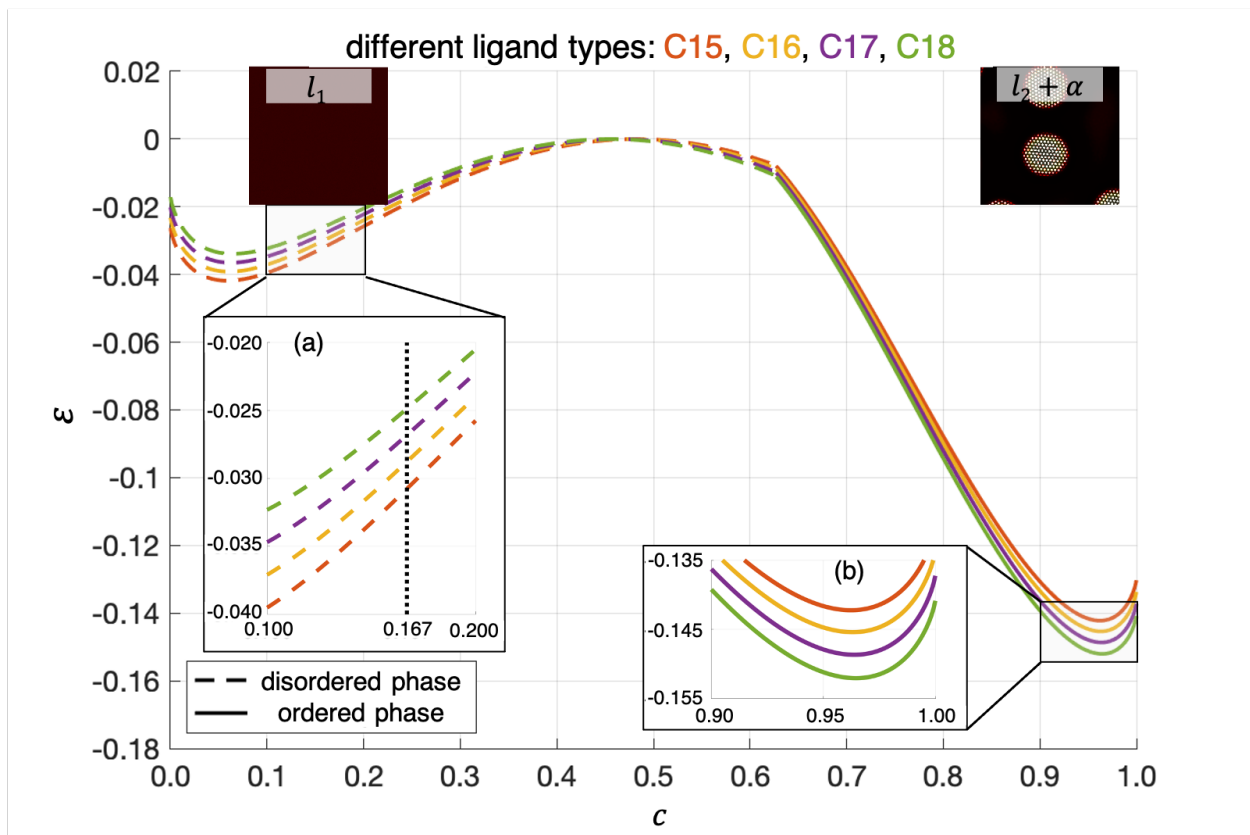 different ligand types: C15, C16, C17, C18
0.02
0
-0.02
-0.04
-0.06
-0.08
-0.1
-0.12
-0.14
-0.16
-0.18
ε
l₁
l₂ + α
(a)
-0.020
-0.025
-0.030
-0.035
-0.040
0.100
0.167
0.200
(b)
-0.135
-0.145
-0.155
0.90
0.95
1.00
disordered phase
ordered phase
0.0 0.1 0.2 0.3 0.4 0.5 0.6 0.7 0.8 0.9 1.0
c